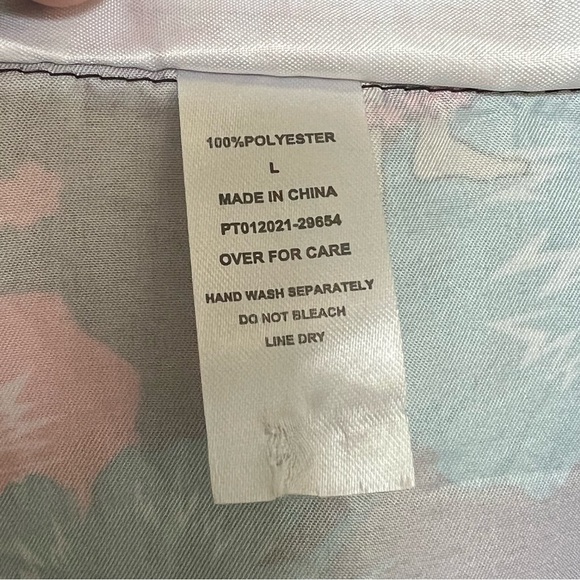 100%POLYESTER
L
MADE IN CHINA
PT012021-29654
OVER FOR CARE
HAND WASH SEPARATELY
DO NOT BLEACH
LINE DRY